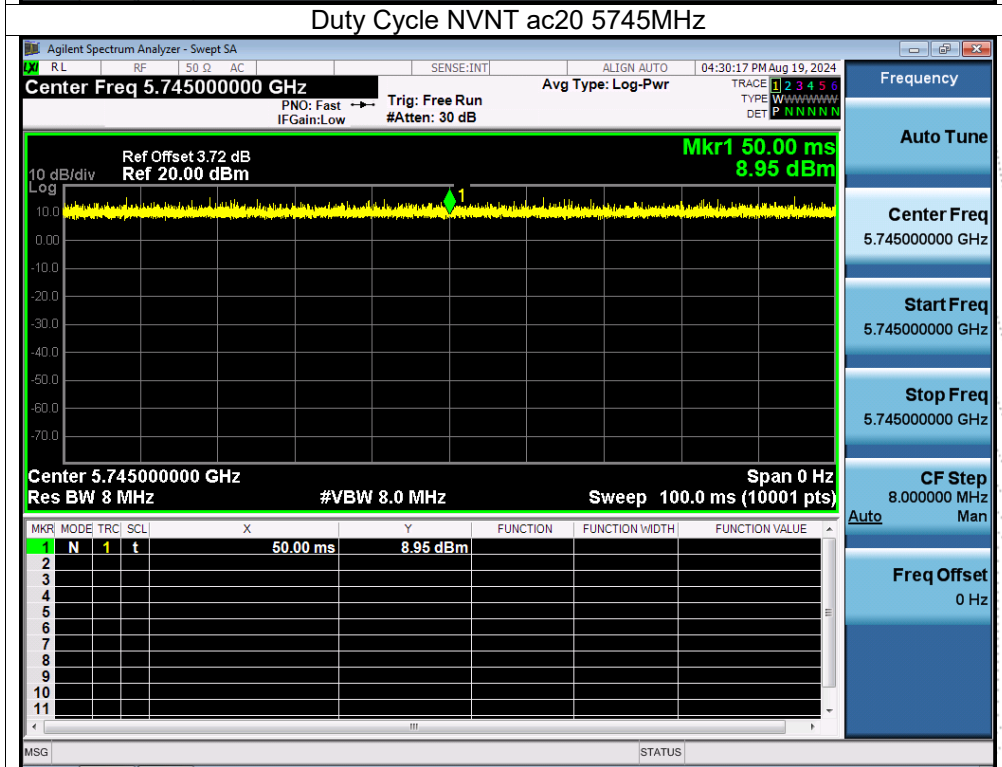 Duty Cycle NVNT ac20 5745MHz
Agilent Spectrum Analyzer - Swept SA
LXI RL RF 50 Ω AC SENSE:INT ALIGN AUTO 04:30:17 PM Aug 19, 2024
Center Freq 5.745000000 GHz Avg Type: Log-Pwr TRACE 1 2 3 4 5 6
PNO: Fast Trig: Free Run TYPE WWWWWW
IFGain:Low #Atten: 30 dB DET P N N N N N
Mkr1 50.00 ms
8.95 dBm
Ref Offset 3.72 dB
10 dB/div Ref 20.00 dBm
Log
1
10.0
0.00
-10.0
-20.0
-30.0
-40.0
-50.0
-60.0
-70.0
Center 5.745000000 GHz Span 0 Hz
Res BW 8 MHz #VBW 8.0 MHz Sweep 100.0 ms (10001 pts)
MKR MODE TRC SCL X Y FUNCTION FUNCTION WIDTH FUNCTION VALUE
1 N 1 t 50.00 ms 8.95 dBm
2
3
4
5
6
7
8
9
10
11
MSG STATUS
Frequency
Auto Tune
Center Freq
5.745000000 GHz
Start Freq
5.745000000 GHz
Stop Freq
5.745000000 GHz
CF Step
8.000000 MHz
Auto Man
Freq Offset
0 Hz